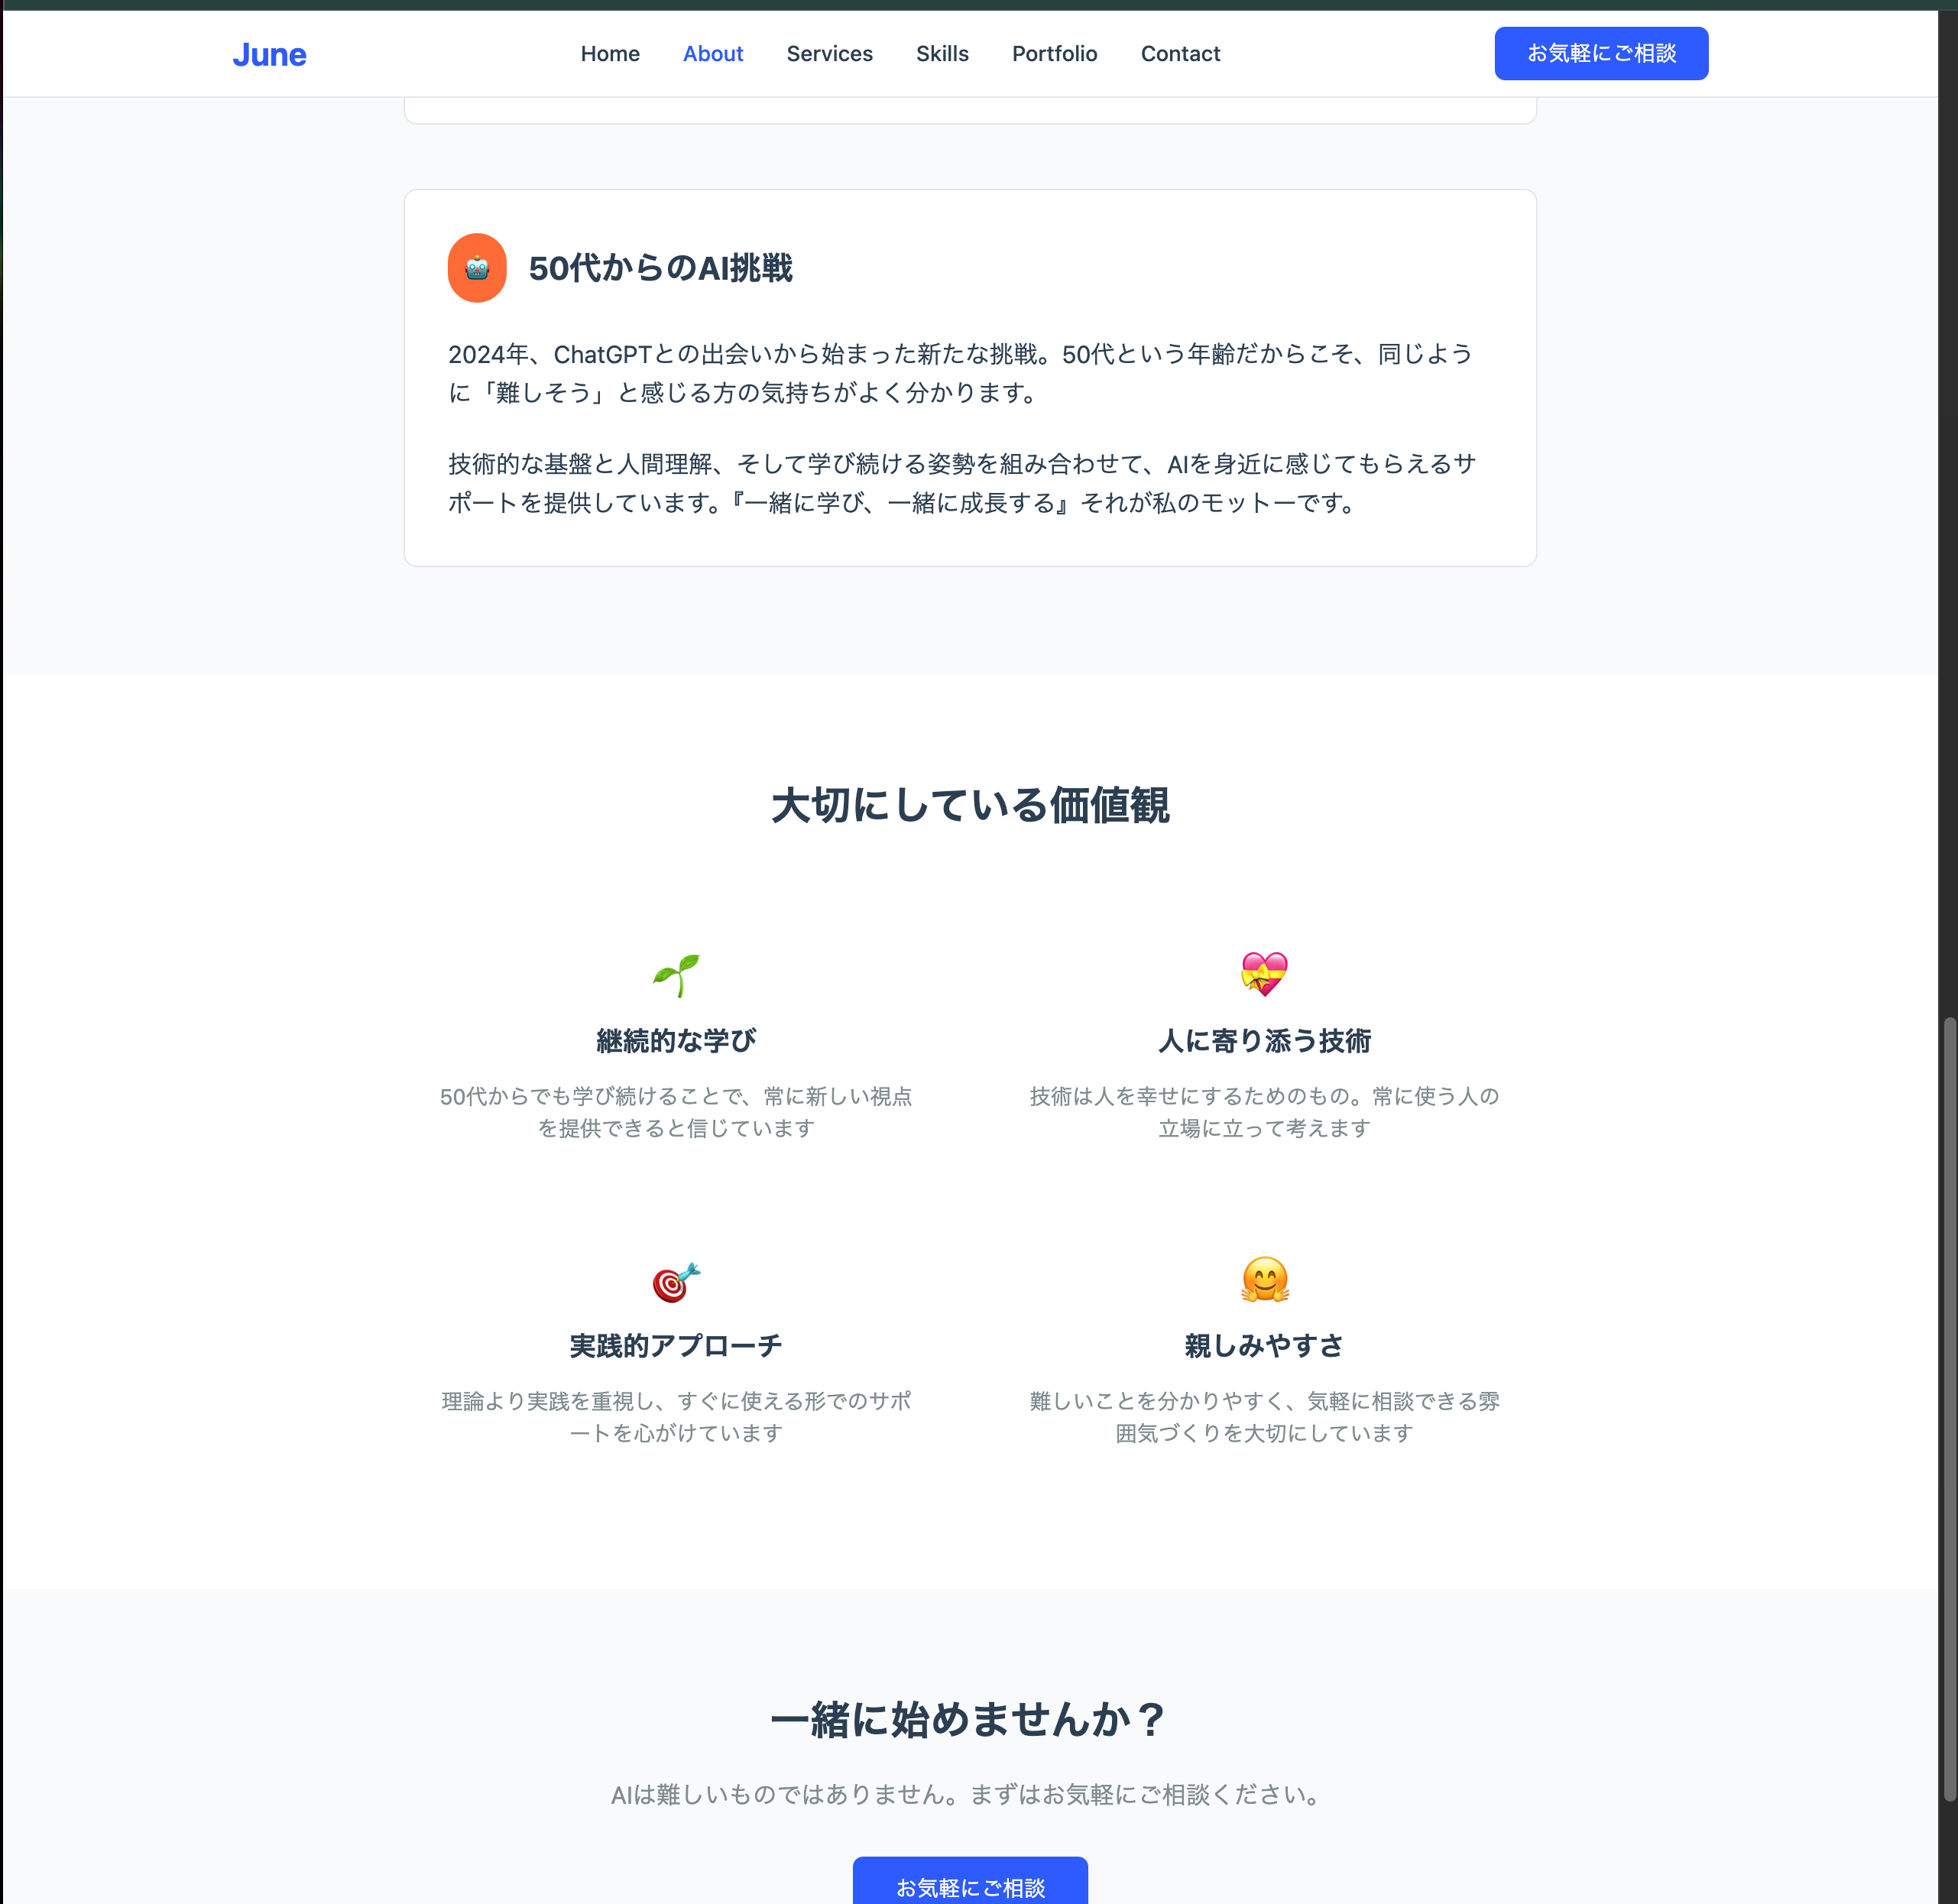 June
Home About Services Skills Portfolio Contact
お気軽にご相談
50代からのAI挑戦
2024年、ChatGPTとの出会いから始まった新たな挑戦。50代という年齢だからこそ、同じよう
に「難しそう」と感じる方の気持ちがよく分かります。
技術的な基盤と人間理解、そして学び続ける姿勢を組み合わせて、AIを身近に感じてもらえるサ
ポートを提供しています。『一緒に学び、一緒に成長する』それが私のモットーです。
大切にしている価値観
継続的な学び
50代からでも学び続けることで、常に新しい視点
を提供できると信じています
人に寄り添う技術
技術は人を幸せにするためのもの。常に使う人の
立場に立って考えます
実践的アプローチ
理論より実践を重視し、すぐに使える形でのサポ
ートを心がけています
親しみやすさ
難しいことを分かりやすく、気軽に相談できる雰
囲気づくりを大切にしています
一緒に始めませんか？
AIは難しいものではありません。まずはお気軽にご相談ください。
お気軽にご相談